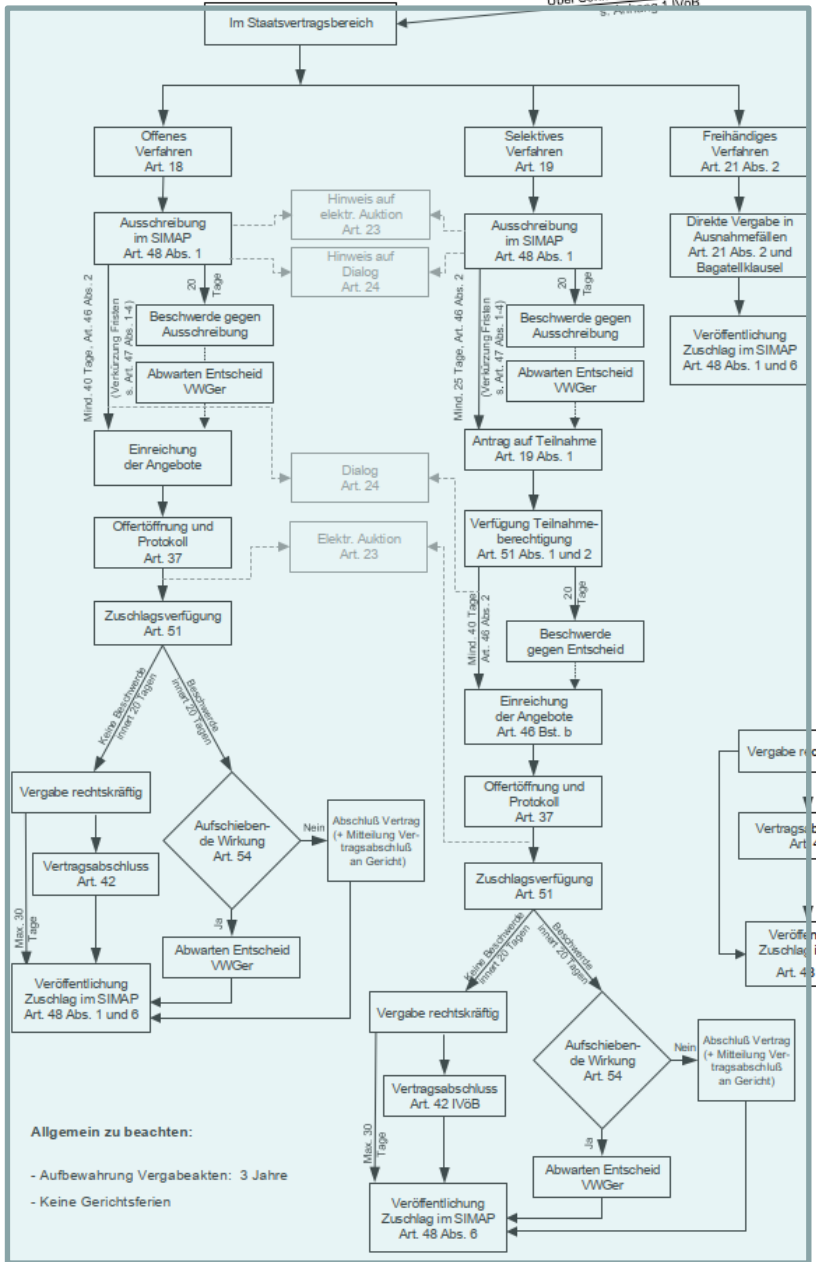 s. Anhang 1 IVöB
Im Staatsvertragsbereich
Offenes
Verfahren
Art. 18
Selektives
Verfahren
Art. 19
Freihändiges
Verfahren
Art. 21 Abs. 2
Hinweis auf
elektr. Auktion
Art. 23
Ausschreibung
im SIMAP
Art. 48 Abs. 1
Ausschreibung
im SIMAP
Art. 48 Abs. 1
Direkte Vergabe in
Ausnahmefällen
Art. 21 Abs. 2 und
Bagatellklausel
Hinweis auf
Dialog
Art. 24
Mind. 40 Tage, Art. 46 Abs. 2
(Verkürzung Fristen
s. Art. 47 Abs. 1-4)
20
Tage
Beschwerde gegen
Ausschreibung
Abwarten Entscheid
VWGer
Mind. 25 Tage, Art. 46 Abs. 2
(Verkürzung Fristen
s. Art. 47 Abs. 1-4)
20
Tage
Beschwerde gegen
Ausschreibung
Abwarten Entscheid
VWGer
Veröffentlichung
Zuschlag im SIMAP
Art. 48 Abs. 1 und 6
Einreichung
der Angebote
Antrag auf Teilnahme
Art. 19 Abs. 1
Dialog
Art. 24
Offertöffnung und
Protokoll
Art. 37
Elektr. Auktion
Art. 23
Verfügung Teilnahme-
berechtigung
Art. 51 Abs. 1 und 2
Mind. 40 Tage
Art. 46 Abs. 2
20
Tage
Zuschlagsverfügung
Art. 51
Beschwerde
gegen Entscheid
Keine Beschwerde
innert 20 Tagen
Beschwerde
innert 20 Tagen
Einreichung
der Angebote
Art. 46 Bst. b
Vergabe rechtskräftig
Aufschieben-
de Wirkung
Art. 54
Nein
Abschluß Vertrag
(+ Mitteilung Ver-
tragsabschluß
an Gericht)
Offertöffnung und
Protokoll
Art. 37
Vergabe
Max. 30
Tage
Vertragsabschluss
Art. 42
Ja
Abwarten Entscheid
VWGer
Zuschlagsverfügung
Art. 51
Art.
Veröffentlichung
Zuschlag im SIMAP
Art. 48 Abs. 1 und 6
Keine Beschwerde
innert 20 Tagen
Beschwerde
innert 20 Tagen
Zuschlag
Art.
Vergabe rechtskräftig
Aufschieben-
de Wirkung
Art. 54
Nein
Abschluß Vertrag
(+ Mitteilung Ver-
tragsabschluß
an Gericht)
Max. 30
Tage
Vertragsabschluss
Art. 42 IVöB
Ja
Abwarten Entscheid
VWGer
Veröffentlichung
Zuschlag im SIMAP
Art. 48 Abs. 6
Allgemein zu beachten:
- Aufbewahrung Vergabeakten: 3 Jahre
- Keine Gerichtsferien